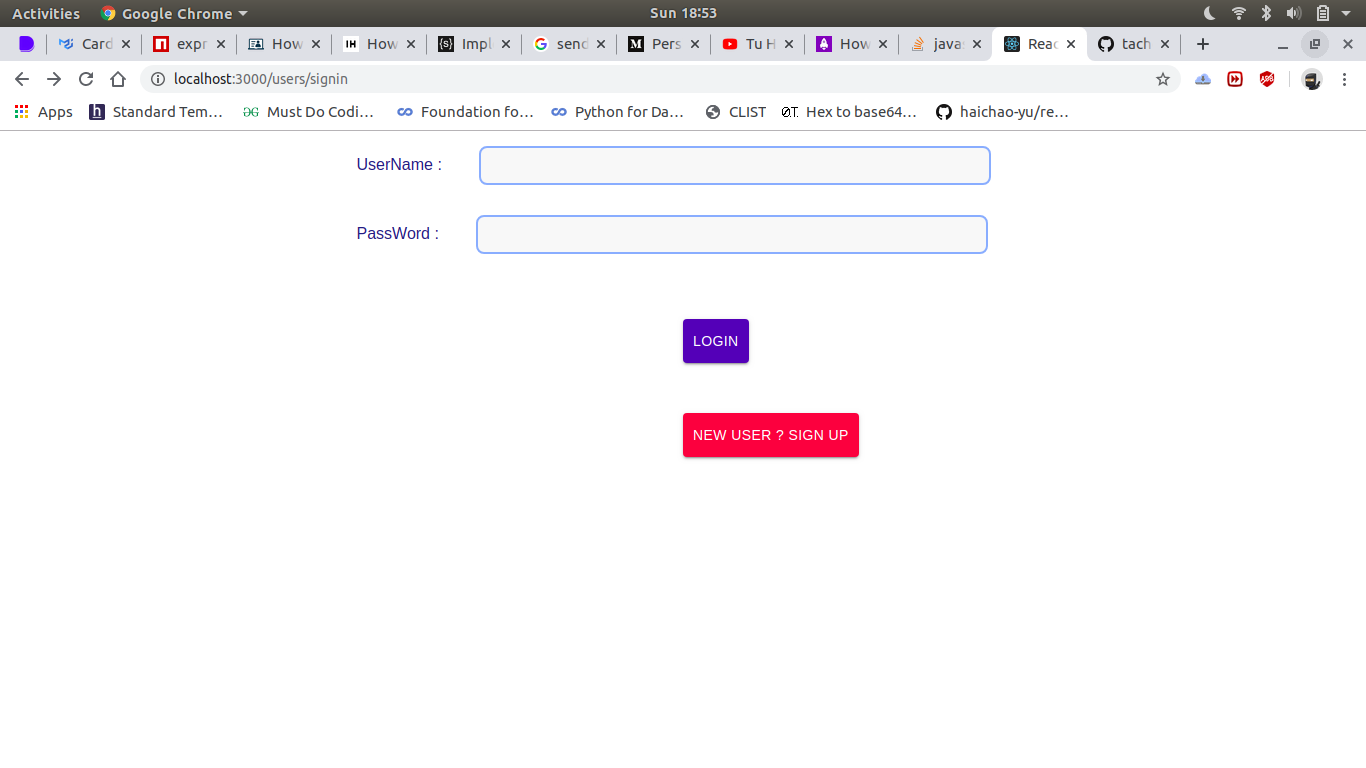 Activities Google Chrome Sun 18:53
Card expr How How Impl send Pers Tu H How java Reac tach
localhost:3000/users/signin
Apps Standard Tem… Must Do Codi… Foundation fo… Python for Da… CLIST Hex to base64… haichao-yu/re…
UserName :
PassWord :
LOGIN
NEW USER ? SIGN UP